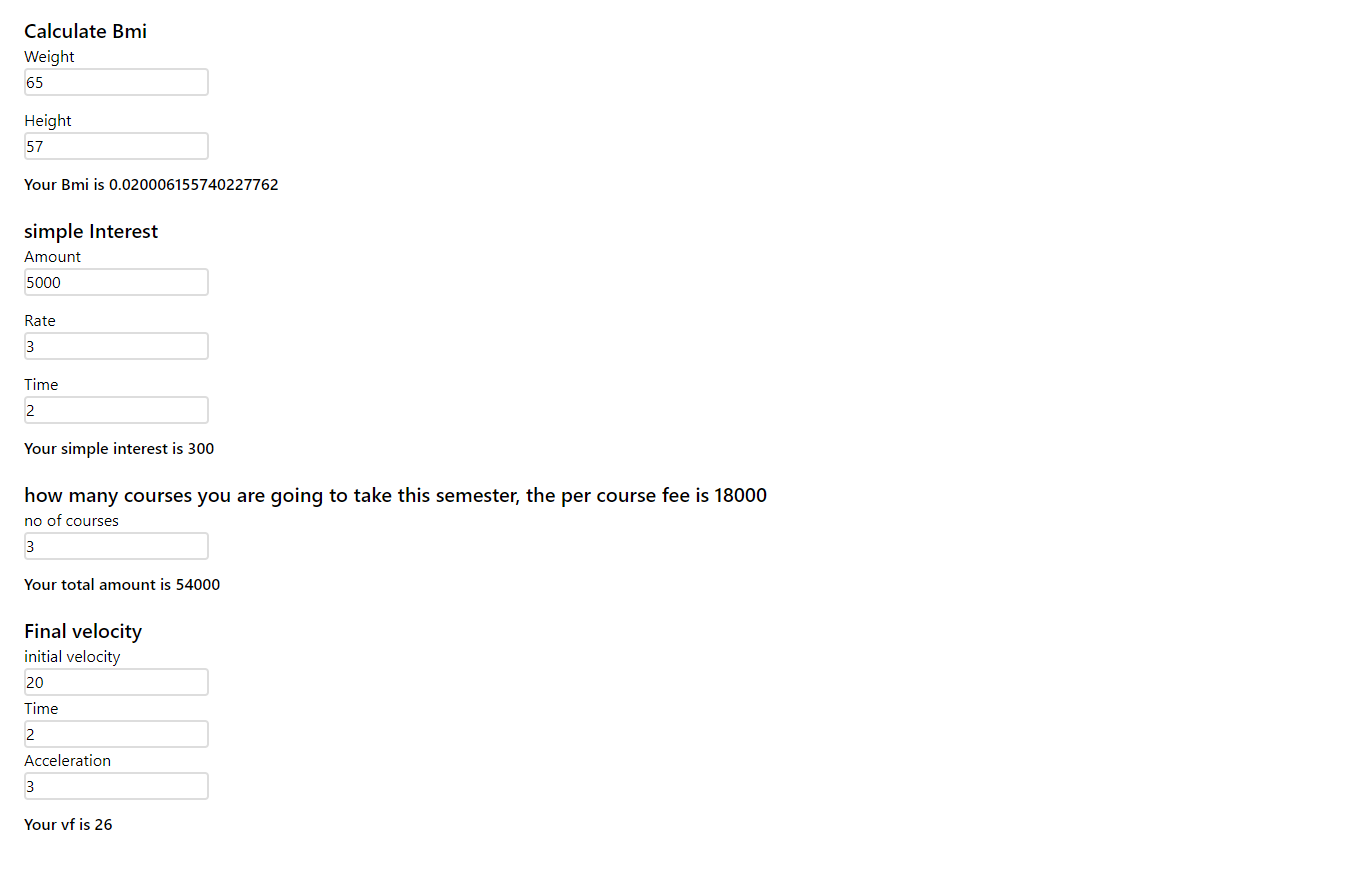 Calculate Bmi
Weight
65
Height
57
Your Bmi is 0.020006155740227762
simple Interest
Amount
5000
Rate
3
Time
2
Your simple interest is 300
how many courses you are going to take this semester, the per course fee is 18000
no of courses
3
Your total amount is 54000
Final velocity
initial velocity
20
Time
2
Acceleration
3
Your vf is 26